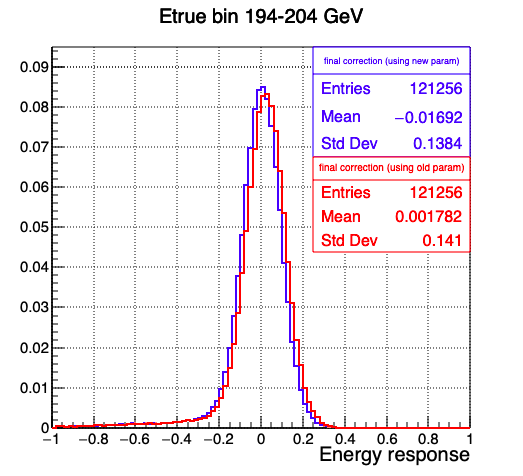 Etrue bin 194-204 GeV
final correction (using new param)
Entries 121256
Mean −0.01692
Std Dev 0.1384
final correction (using old param)
Entries 121256
Mean 0.001782
Std Dev 0.141
0.09
0.08
0.07
0.06
0.05
0.04
0.03
0.02
0.01
0
−1 −0.8 −0.6 −0.4 −0.2 0 0.2 0.4 0.6 0.8 1
Energy response